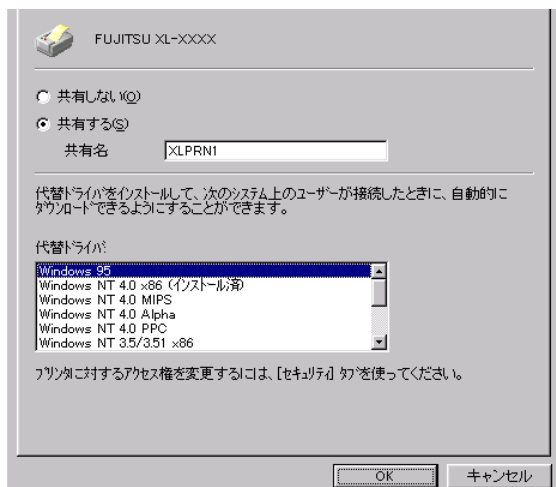 FUJITSU XL-XXXX
共有しない(O)
共有する(S)
共有名 XLPRN1
代替ドライバをインストールして、次のシステム上のユーザーが接続したときに、自動的に
ダウンロードできるようにすることができます。
代替ドライバ:
Windows 95
Windows NT 4.0 x86 (インストール済)
Windows NT 4.0 MIPS
Windows NT 4.0 Alpha
Windows NT 4.0 PPC
Windows NT 3.5/3.51 x86
プリンタに対するアクセス権を変更するには、[セキュリティ] タブを使ってください。
OK キャンセル